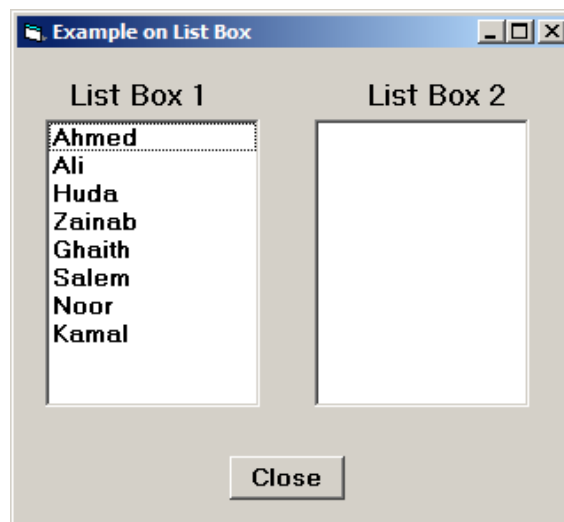 Example on List Box
List Box 1
List Box 2
Ahmed
Ali
Huda
Zainab
Ghaith
Salem
Noor
Kamal
Close